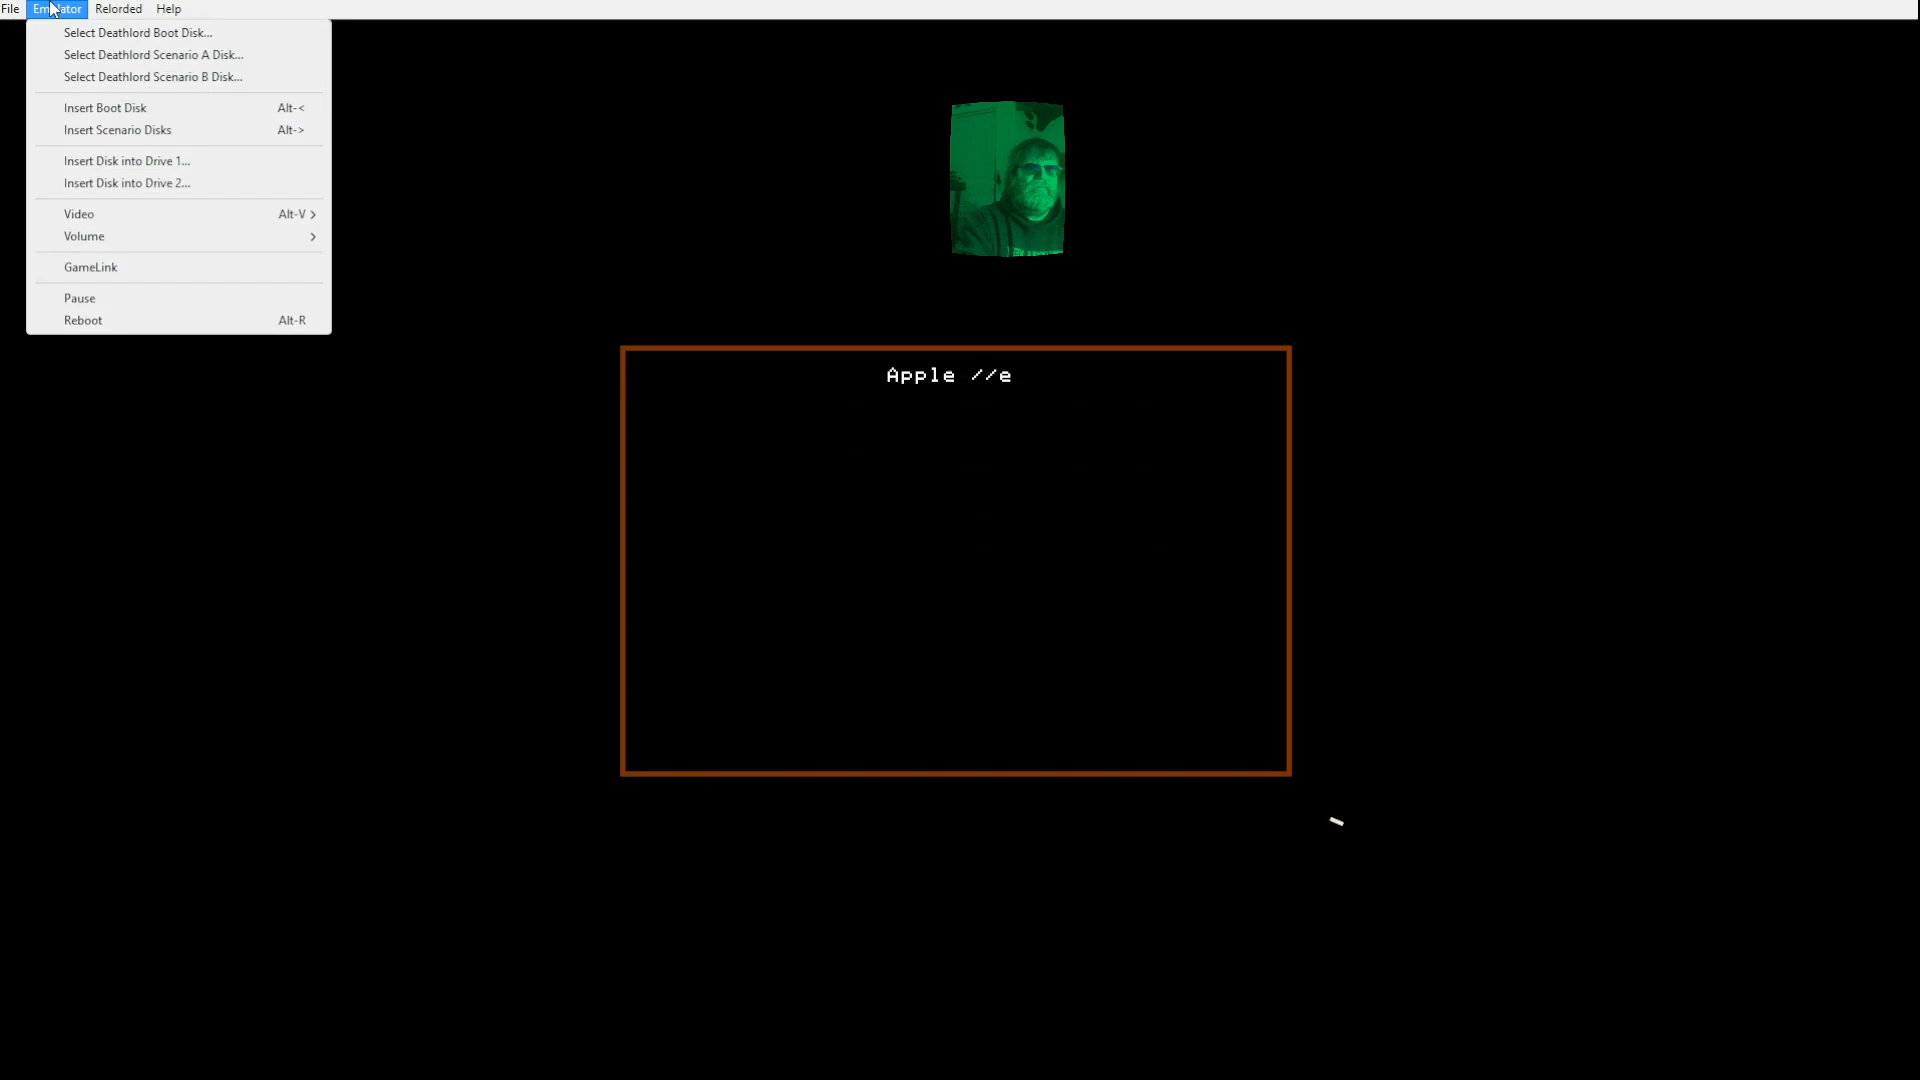 File Emulator Relorded Help
Select Deathlord Boot Disk...
Select Deathlord Scenario A Disk...
Select Deathlord Scenario B Disk...
Insert Boot Disk Alt-<
Insert Scenario Disks Alt->
Insert Disk into Drive 1...
Insert Disk into Drive 2...
Video Alt-V >
Volume >
GameLink
Pause
Reboot Alt-R
Apple //e